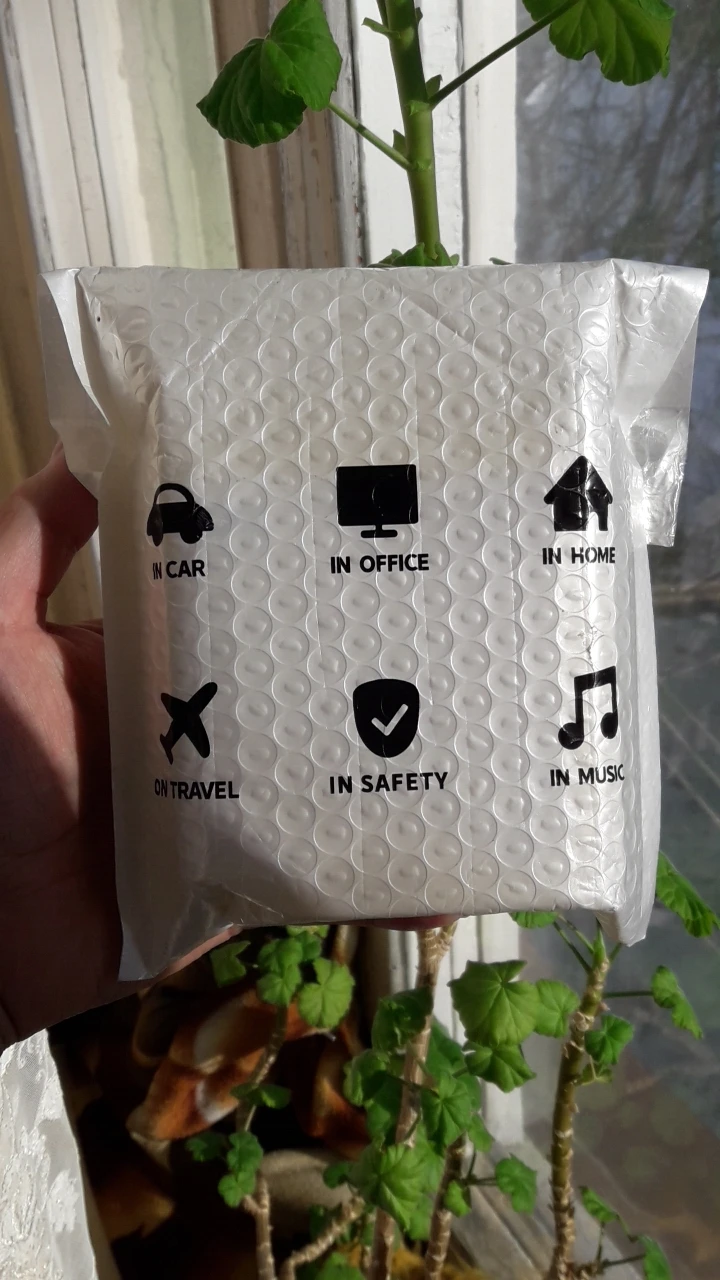 IN CAR IN OFFICE IN HOME
ON TRAVEL IN SAFETY IN MUSIC